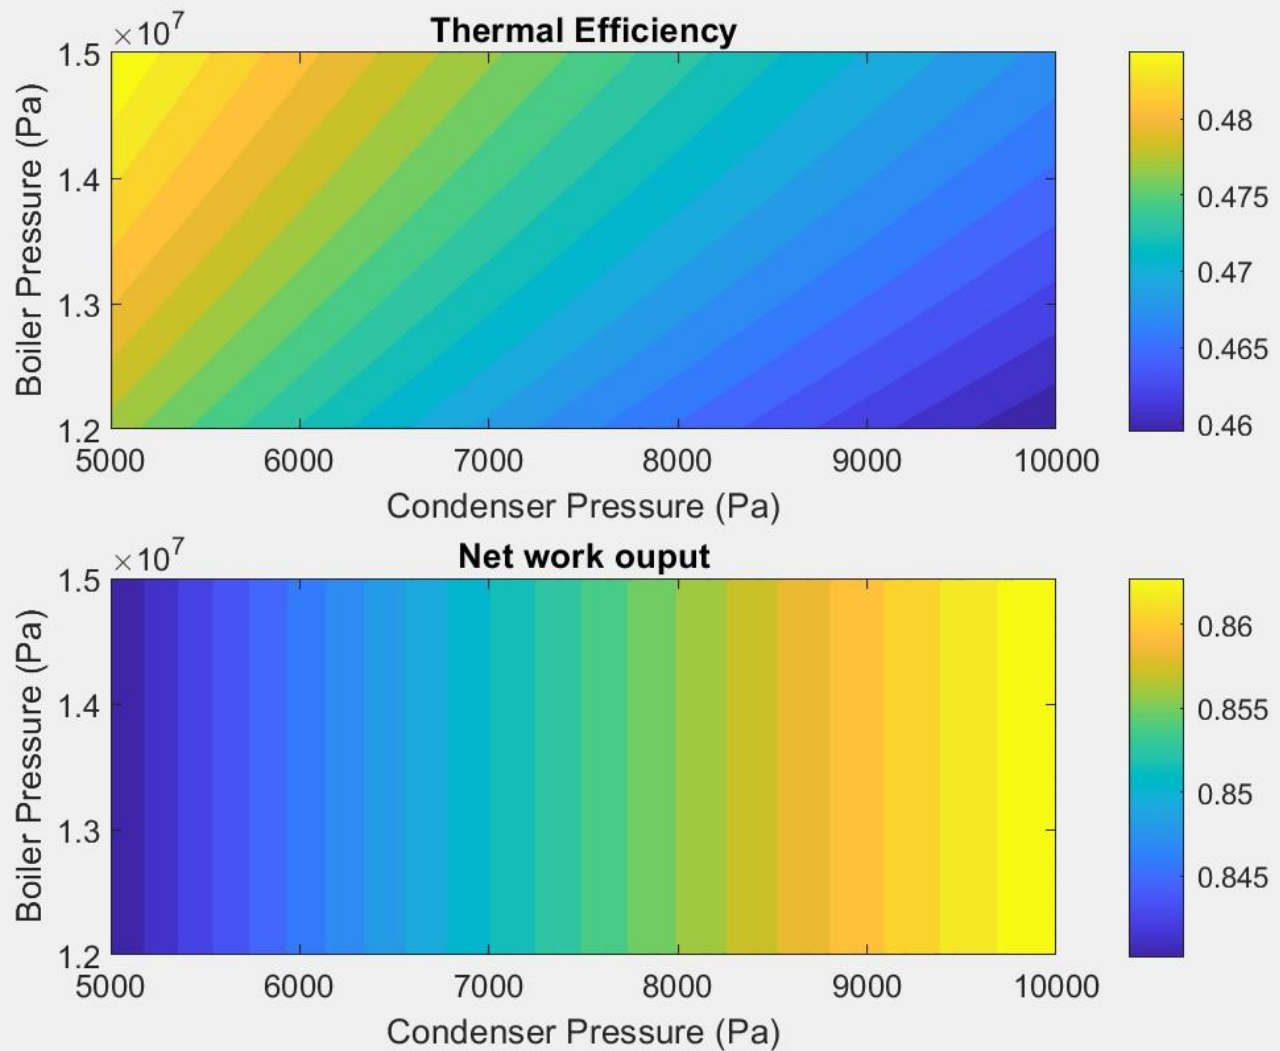 Thermal Efficiency
×10^7
1.5
1.4
1.3
1.2
Boiler Pressure (Pa)
5000 6000 7000 8000 9000 10000
Condenser Pressure (Pa)
0.48
0.475
0.47
0.465
0.46
Net work ouput
×10^7
1.5
1.4
1.3
1.2
Boiler Pressure (Pa)
5000 6000 7000 8000 9000 10000
Condenser Pressure (Pa)
0.86
0.855
0.85
0.845